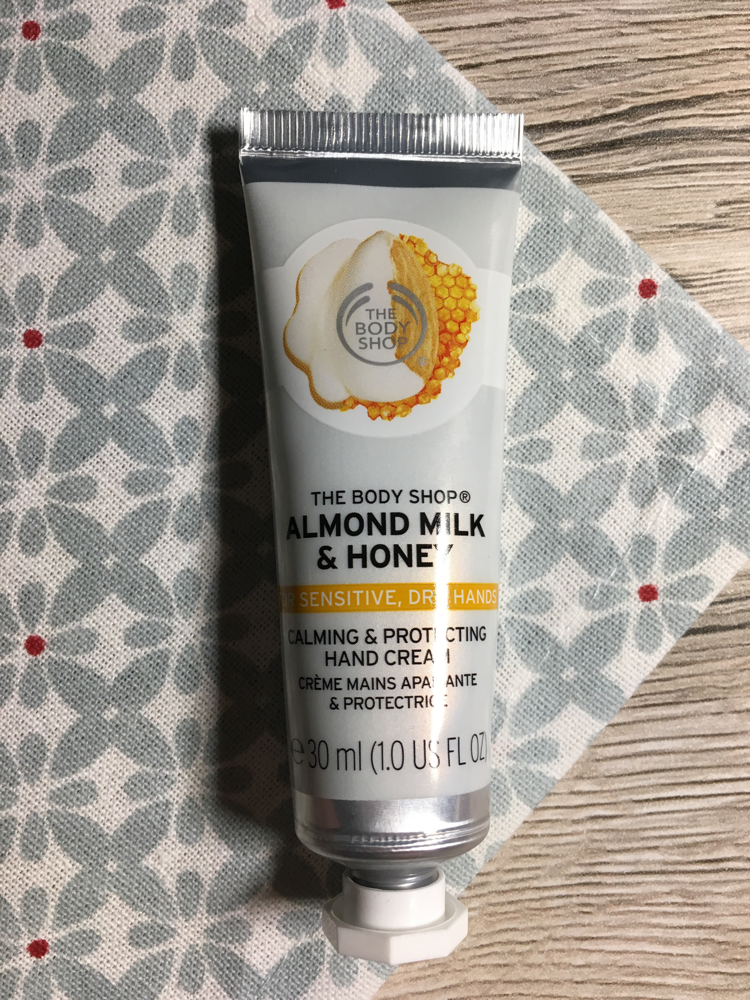 THE
BODY
SHOP
THE BODY SHOP®
ALMOND MILK
& HONEY
FOR SENSITIVE, DRY HANDS
CALMING & PROTECTING
HAND CREAM
CRÈME MAINS APAISANTE
& PROTECTRICE
e 30 ml (1.0 US FL OZ)